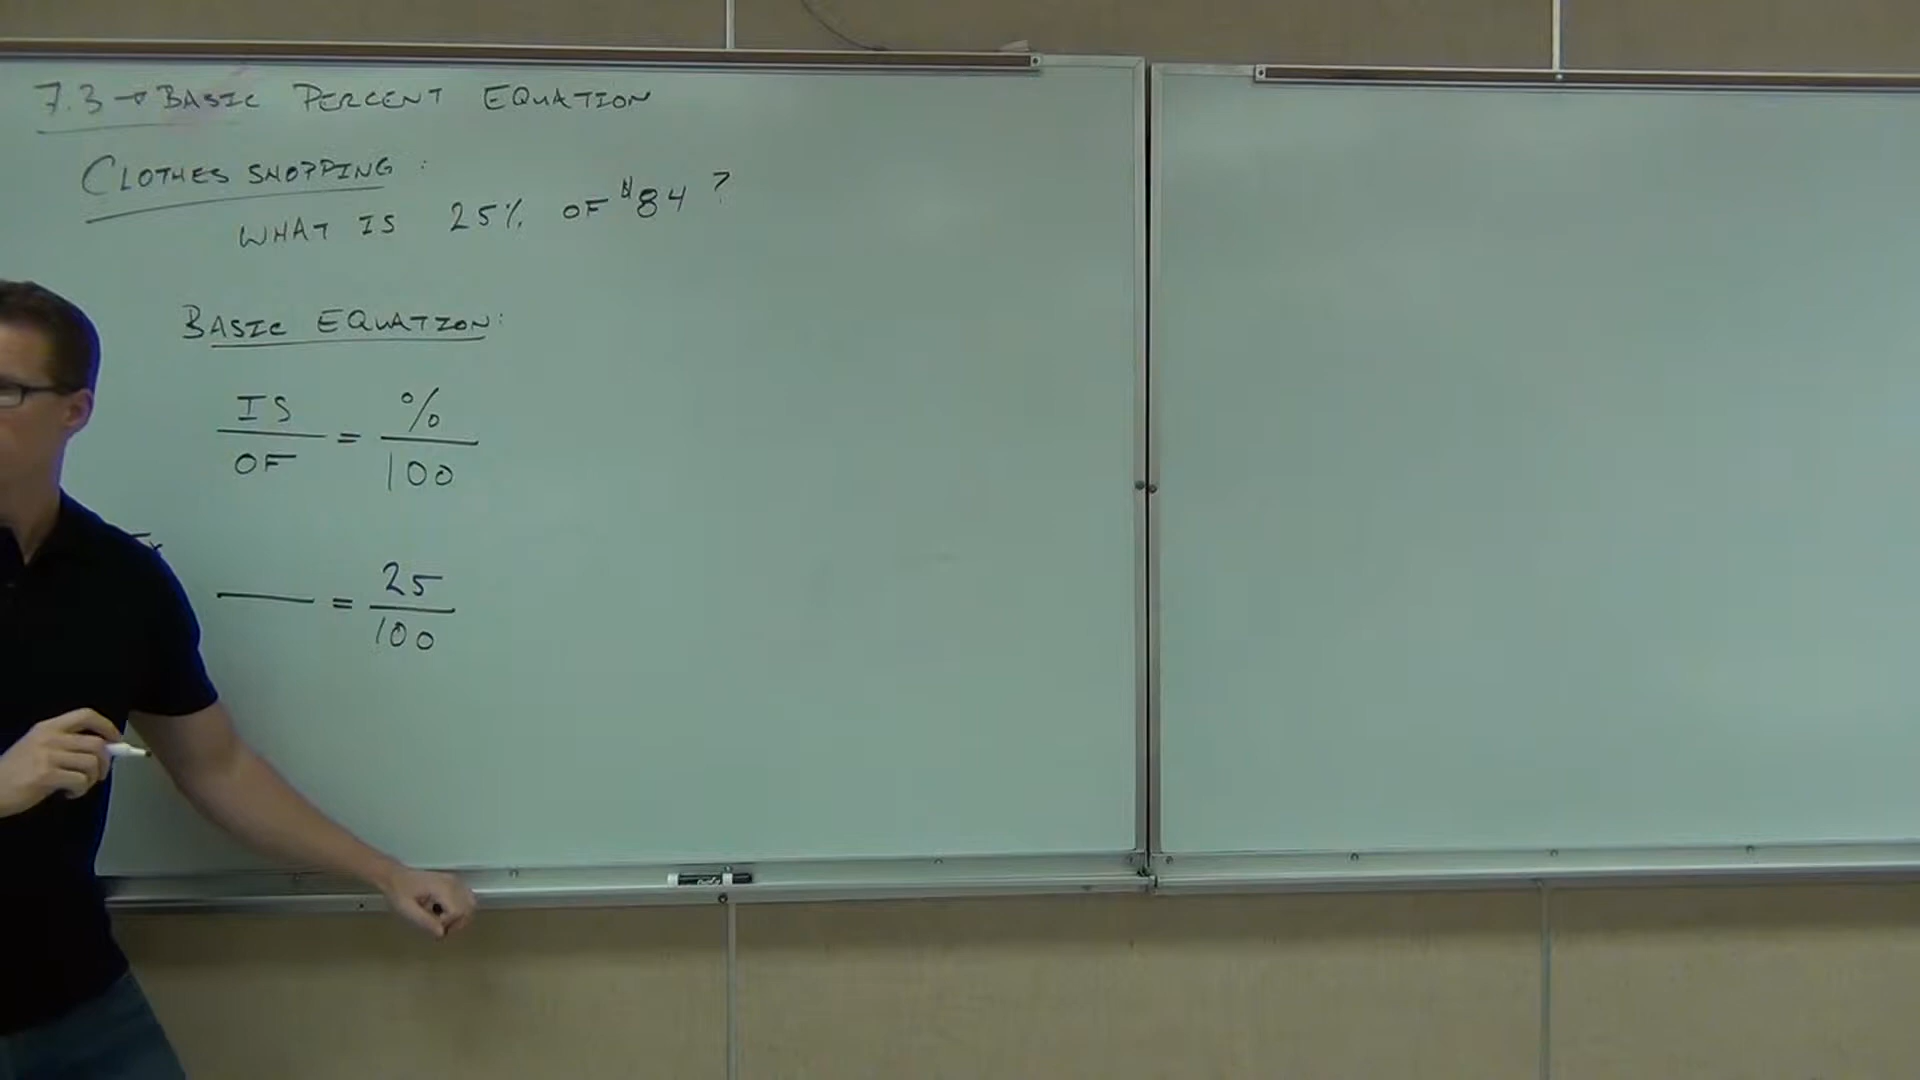 7.3 → BASIC PERCENT EQUATION
CLOTHES SHOPPING:
WHAT IS 25% OF $84?
BASIC EQUATION:
IS / OF = % / 100
Ex
___ = 25 / 100